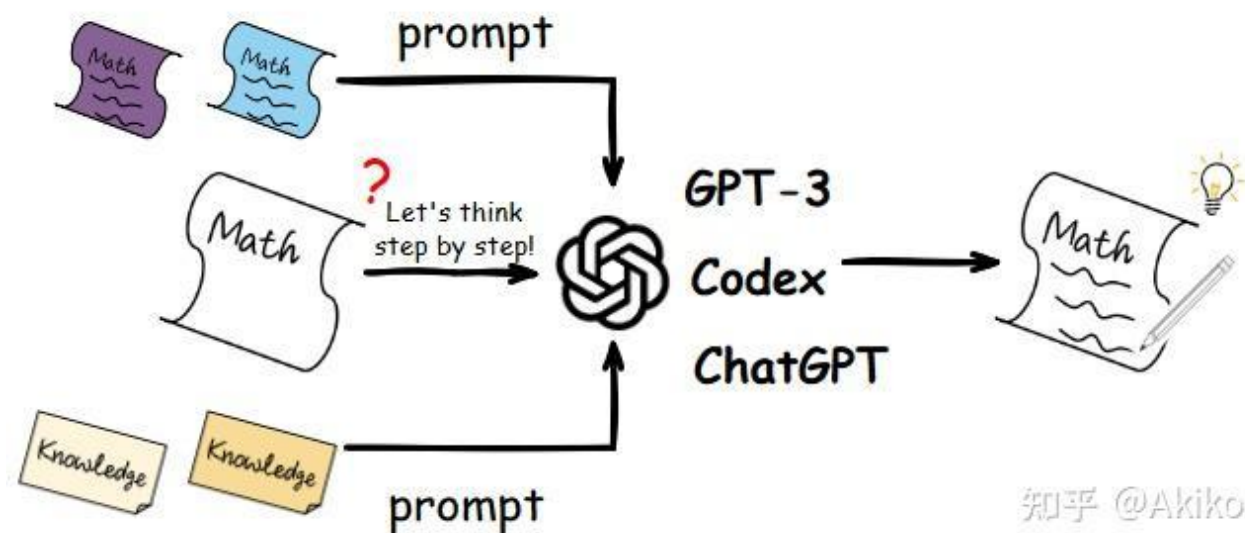 prompt
Math
Math
?
Let's think
step by step!
Math
GPT-3
Codex
ChatGPT
Math
Knowledge
Knowledge
prompt
知乎 @Akiko